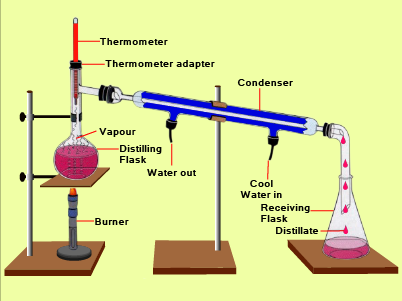 Thermometer
Thermometer adapter
Condenser
Vapour
Distilling
Flask
Water out
Cool
Water in
Receiving
Flask
Burner
Distillate